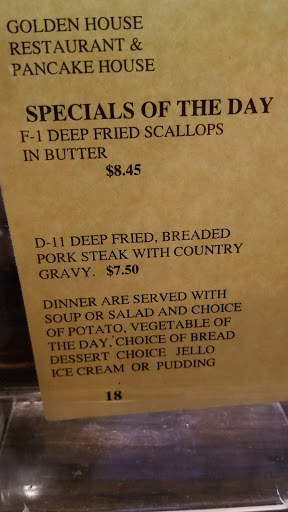 GOLDEN HOUSE
RESTAURANT &
PANCAKE HOUSE
SPECIALS OF THE DAY
F-1 DEEP FRIED SCALLOPS
IN BUTTER
$8.45
D-11 DEEP FRIED, BREADED
PORK STEAK WITH COUNTRY
GRAVY. $7.50
DINNER ARE SERVED WITH
SOUP OR SALAD AND CHOICE
OF POTATO, VEGETABLE OF
THE DAY, CHOICE OF BREAD
DESSERT CHOICE JELLO
ICE CREAM OR PUDDING
18